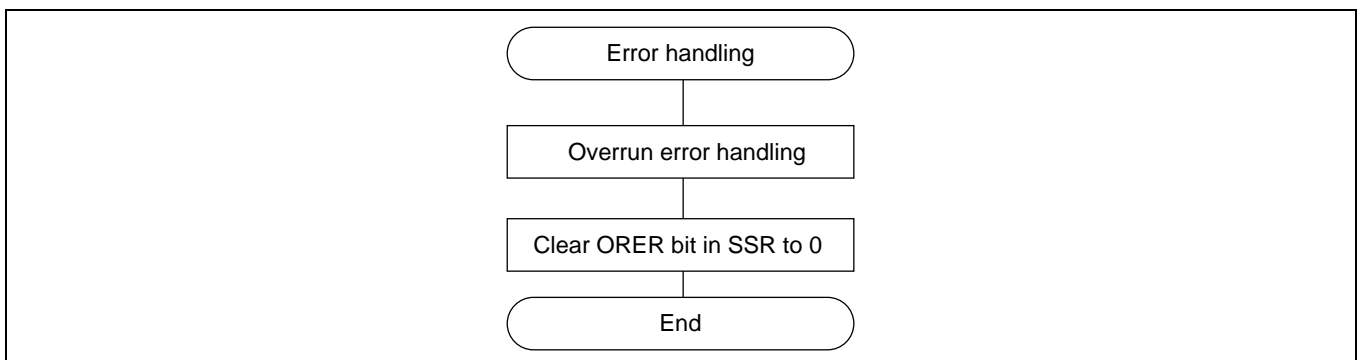 Error handling
Overrun error handling
Clear ORER bit in SSR to 0
End